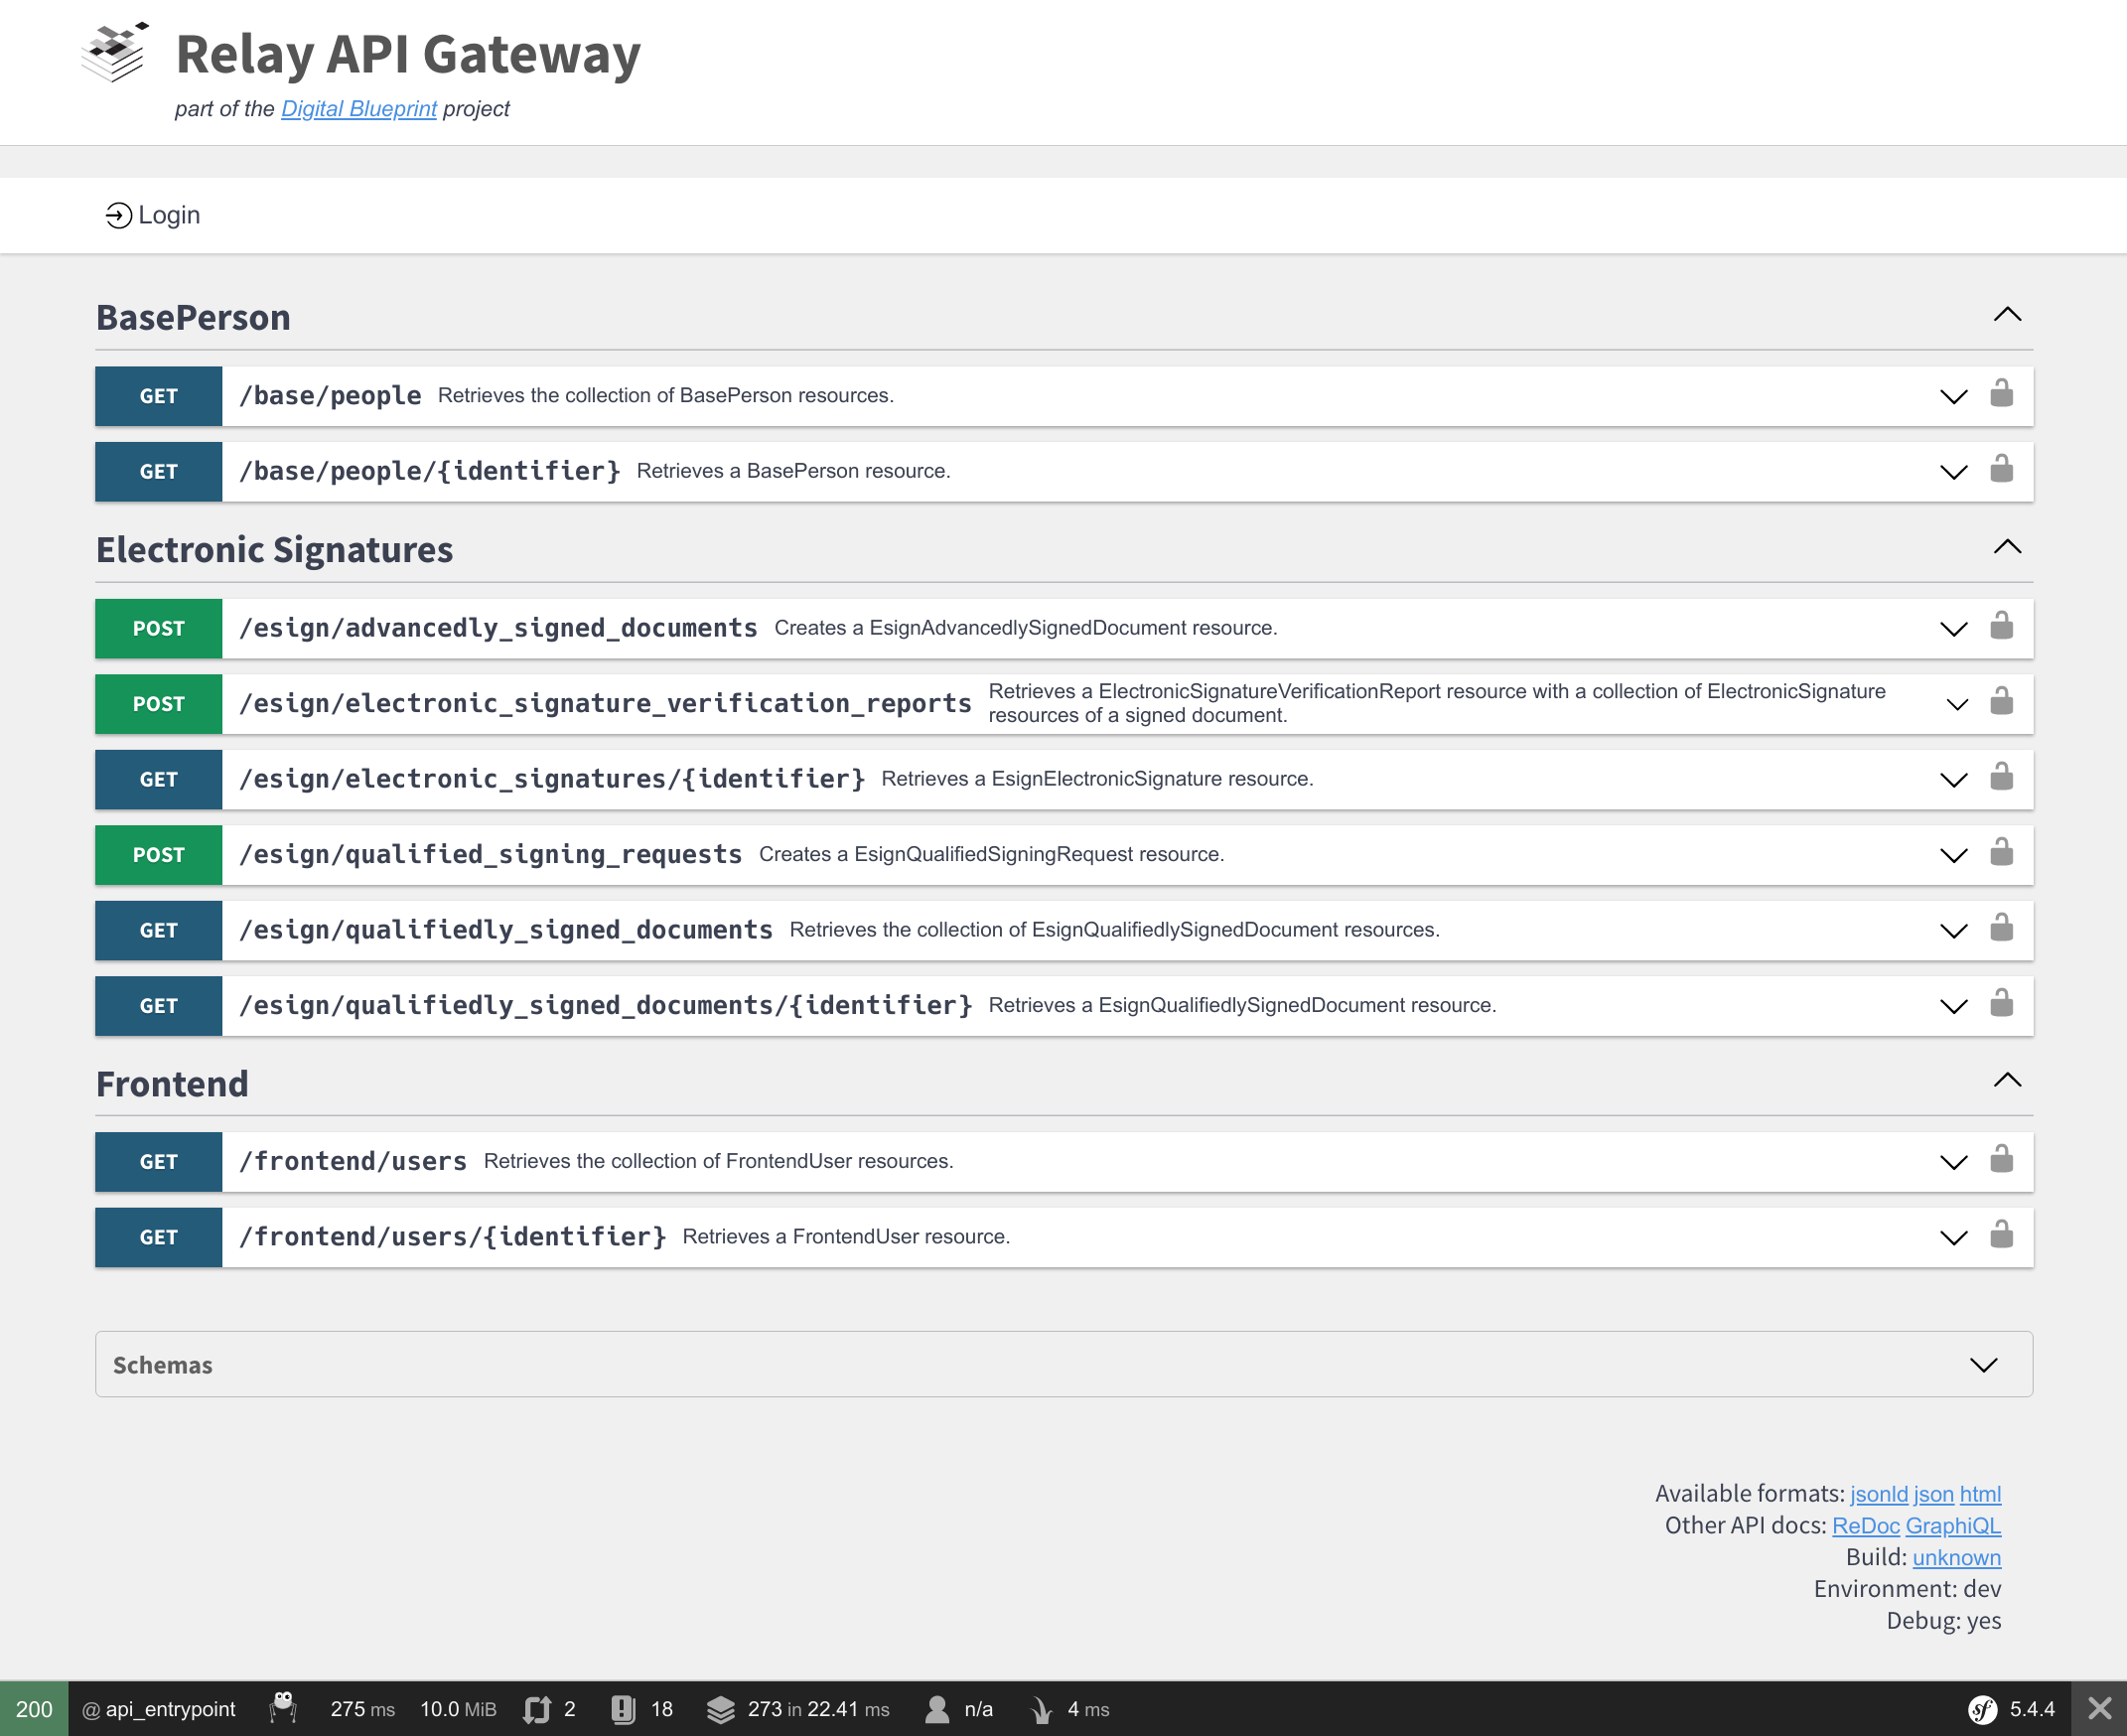 Relay API Gateway
part of the Digital Blueprint project
Login
BasePerson
GET /base/people Retrieves the collection of BasePerson resources.
GET /base/people/{identifier} Retrieves a BasePerson resource.
Electronic Signatures
POST /esign/advancedly_signed_documents Creates a EsignAdvancedlySignedDocument resource.
POST /esign/electronic_signature_verification_reports Retrieves a ElectronicSignatureVerificationReport resource with a collection of ElectronicSignature
resources of a signed document.
GET /esign/electronic_signatures/{identifier} Retrieves a EsignElectronicSignature resource.
POST /esign/qualified_signing_requests Creates a EsignQualifiedSigningRequest resource.
GET /esign/qualifiedly_signed_documents Retrieves the collection of EsignQualifiedlySignedDocument resources.
GET /esign/qualifiedly_signed_documents/{identifier} Retrieves a EsignQualifiedlySignedDocument resource.
Frontend
GET /frontend/users Retrieves the collection of FrontendUser resources.
GET /frontend/users/{identifier} Retrieves a FrontendUser resource.
Schemas
Available formats: jsonld json html
Other API docs: ReDoc GraphiQL
Build: unknown
Environment: dev
Debug: yes
200 @ api_entrypoint 275 ms 10.0 MiB 2 18 273 in 22.41 ms n/a 4 ms sf 5.4.4